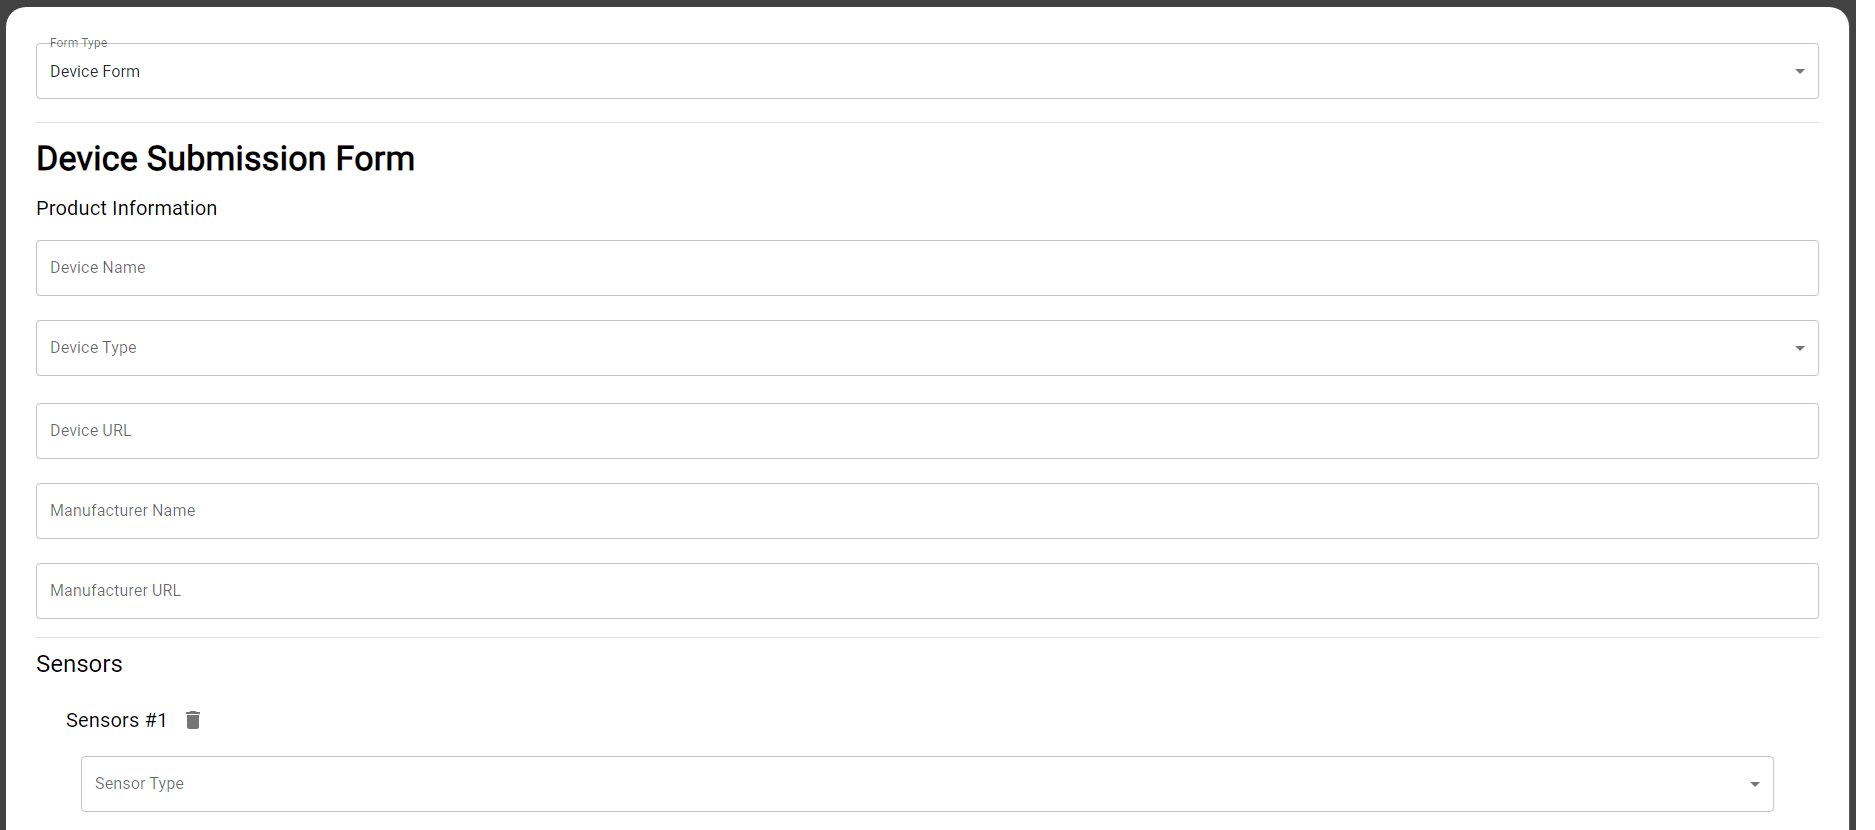 Form Type
Device Form
Device Submission Form
Product Information
Device Name
Device Type
Device URL
Manufacturer Name
Manufacturer URL
Sensors
Sensors #1
Sensor Type